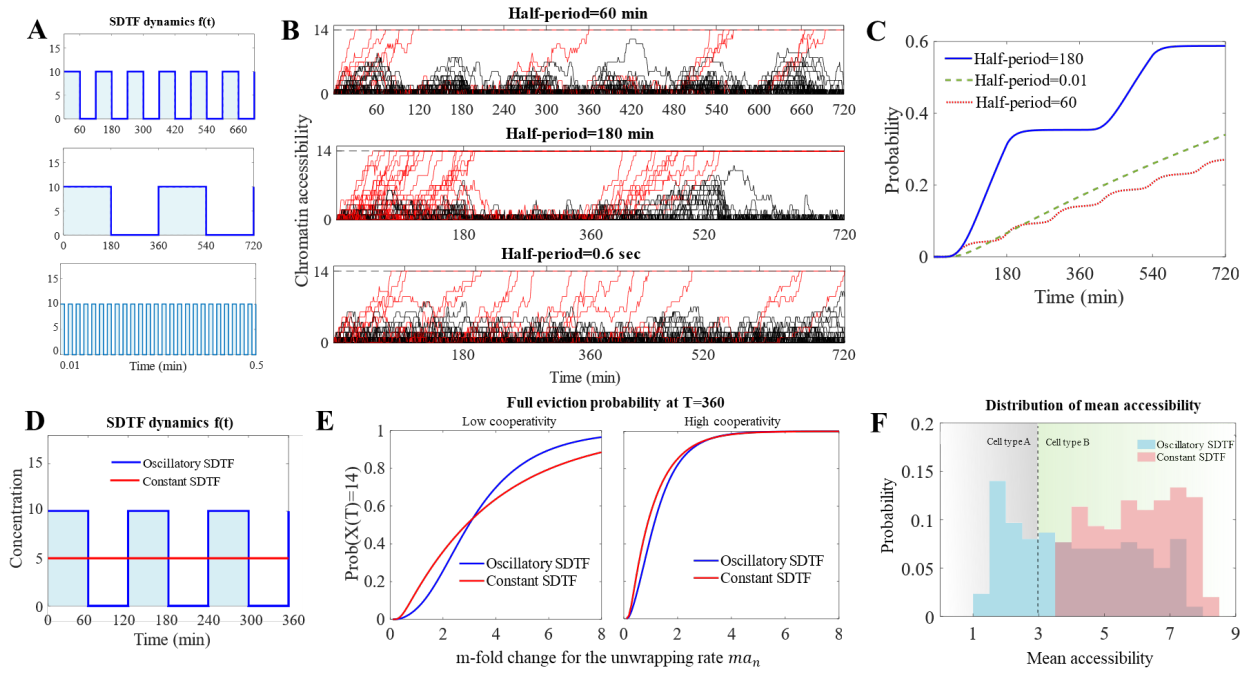 A
SDTF dynamics f(t)
15
10
5
0
60 180 300 420 540 660
15
10
5
0
0 180 360 540 720
15
10
5
0
0.01 Time (min) 0.5
B
Chromatin accessibility
Half-period=60 min
14
0
60 120 180 240 300 360 420 480 540 600 660 720
Half-period=180 min
14
0
180 360 540 720
Half-period=0.6 sec
14
0
180 360 520 720
Time (min)
C
Probability
0.6
0.4
0.2
0
Half-period=180
Half-period=0.01
Half-period=60
180 360 540 720
Time (min)
D
SDTF dynamics f(t)
Concentration
15
10
5
0
Oscillatory SDTF
Constant SDTF
0 60 120 180 240 300 360
Time (min)
E
Full eviction probability at T=360
Low cooperativity
High cooperativity
Prob(X(T)=14)
1
0.8
0.6
0.4
0.2
0
Oscillatory SDTF
Constant SDTF
0 2 4 6 8
Oscillatory SDTF
Constant SDTF
0 2 4 6 8
m-fold change for the unwrapping rate maₙ
F
Distribution of mean accessibility
Probability
0.2
0.15
0.1
0.05
0
Cell type A
Cell type B
Oscillatory SDTF
Constant SDTF
1 3 5 7 9
Mean accessibility